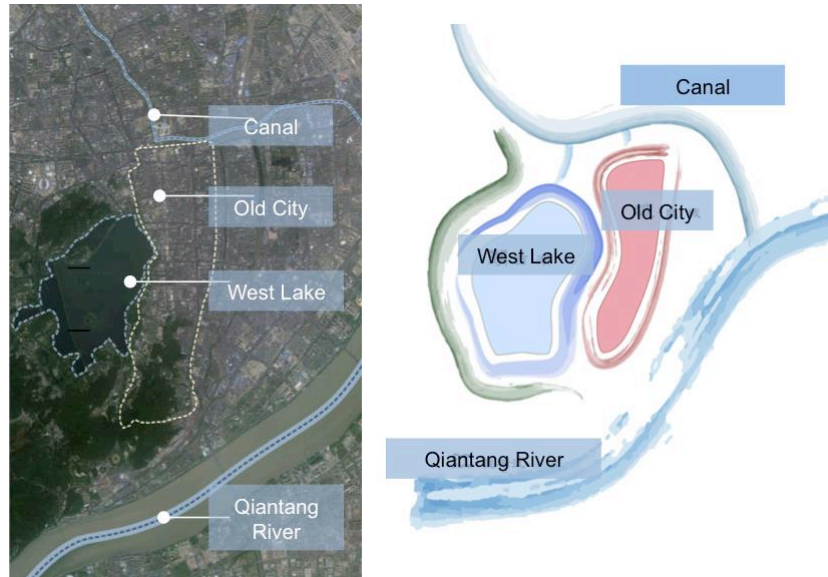 Canal
Old City
West Lake
Qiantang
River
Canal
Old City
West Lake
Qiantang River